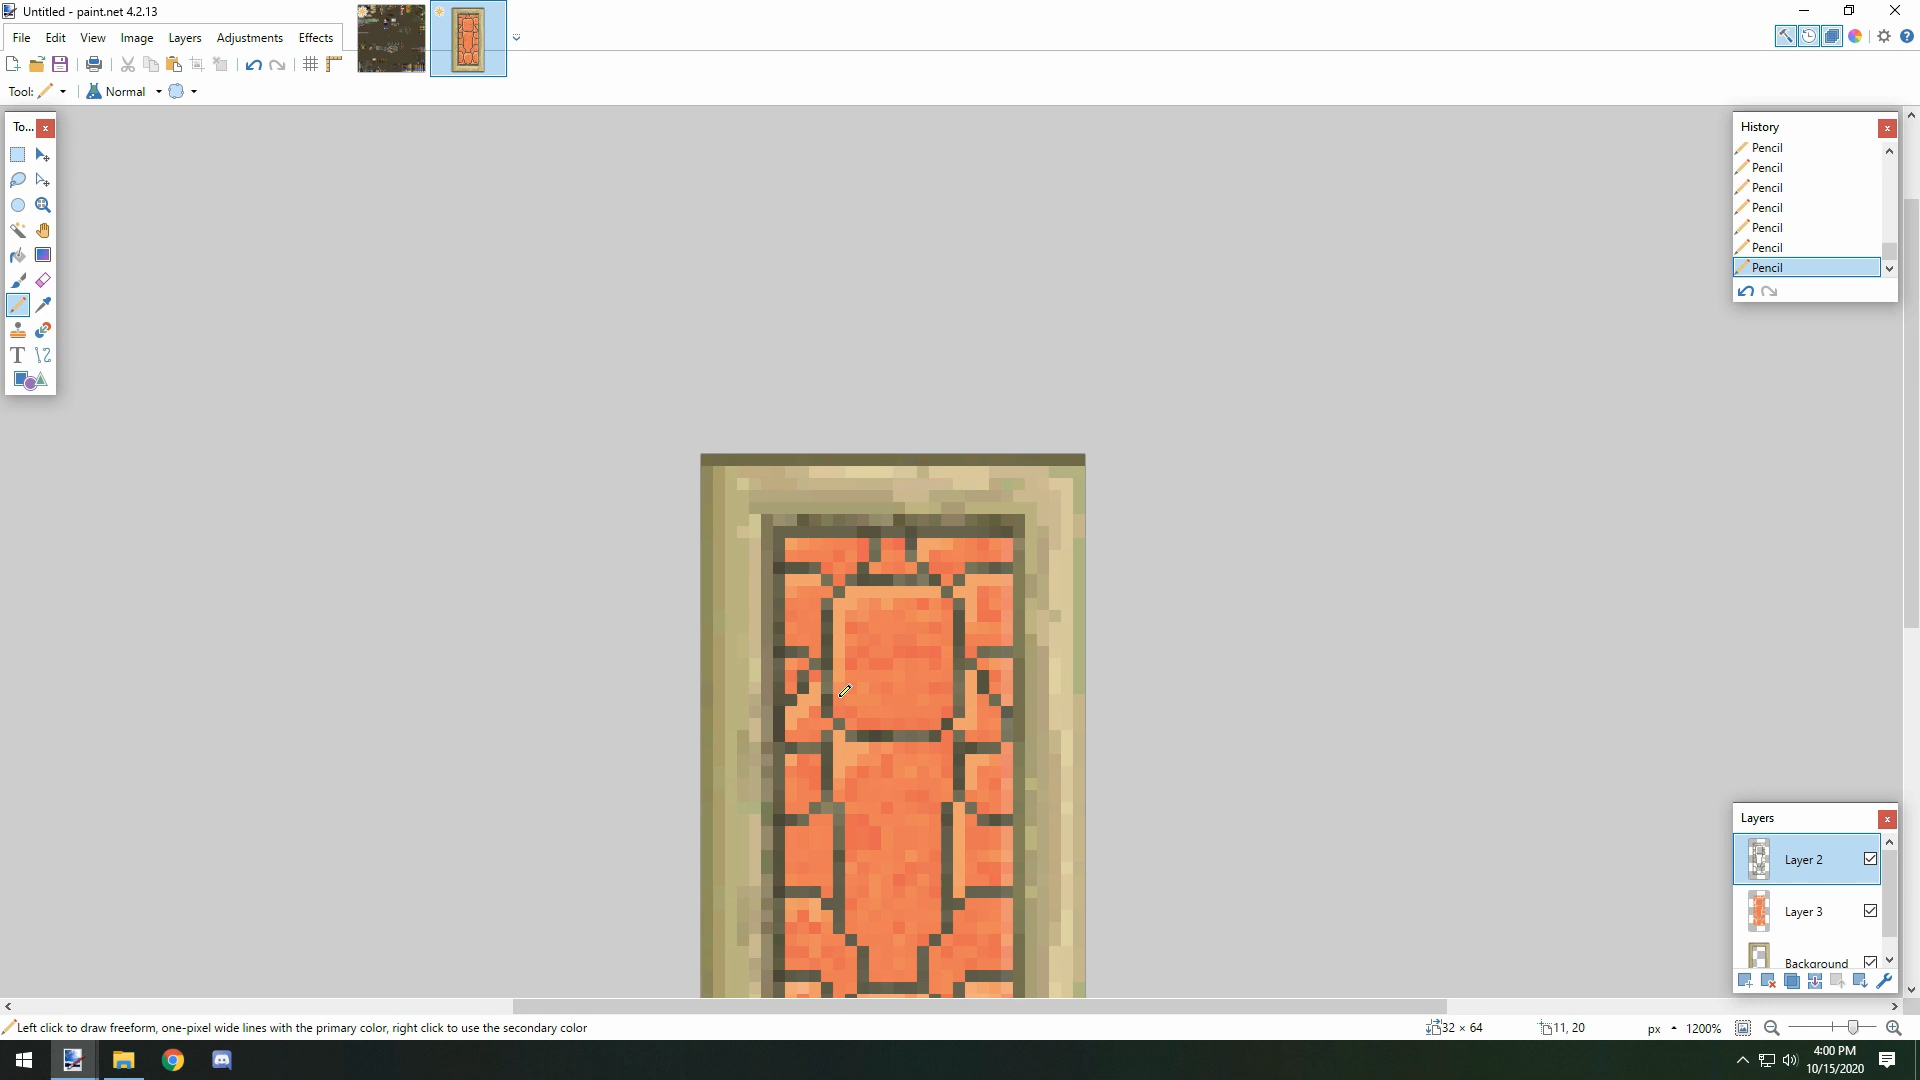 Untitled - paint.net 4.2.13
File Edit View Image Layers Adjustments Effects
Tool: Normal
To...
History
Pencil
Pencil
Pencil
Pencil
Pencil
Pencil
Pencil
Layers
Layer 2
Layer 3
Background
Left click to draw freeform, one-pixel wide lines with the primary color, right click to use the secondary color
32 × 64
11, 20
px
1200%
4:00 PM
10/15/2020